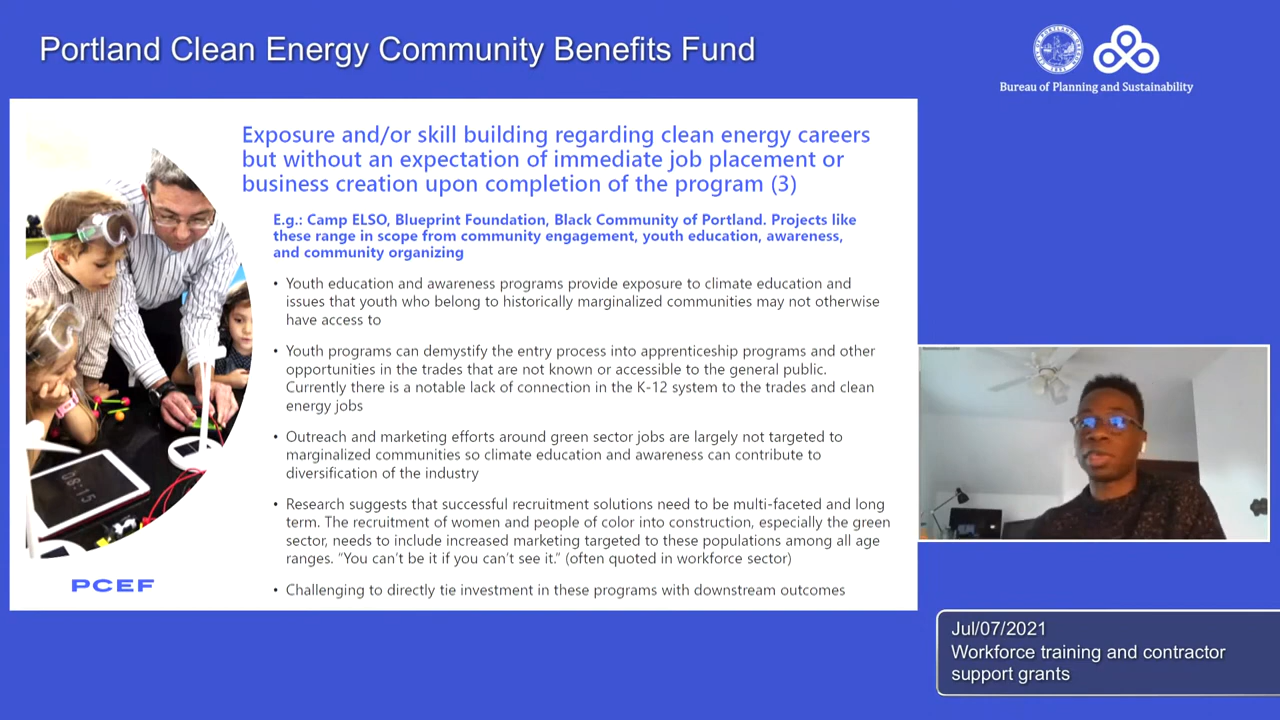 Portland Clean Energy Community Benefits Fund
Bureau of Planning and Sustainability
Exposure and/or skill building regarding clean energy careers
but without an expectation of immediate job placement or
business creation upon completion of the program (3)
E.g.: Camp ELSO, Blueprint Foundation, Black Community of Portland. Projects like
these range in scope from community engagement, youth education, awareness,
and community organizing
• Youth education and awareness programs provide exposure to climate education and
issues that youth who belong to historically marginalized communities may not otherwise
have access to
• Youth programs can demystify the entry process into apprenticeship programs and other
opportunities in the trades that are not known or accessible to the general public.
Currently there is a notable lack of connection in the K-12 system to the trades and clean
energy jobs
• Outreach and marketing efforts around green sector jobs are largely not targeted to
marginalized communities so climate education and awareness can contribute to
diversification of the industry
• Research suggests that successful recruitment solutions need to be multi-faceted and long
term. The recruitment of women and people of color into construction, especially the green
sector, needs to include increased marketing targeted to these populations among all age
ranges. "You can't be it if you can't see it." (often quoted in workforce sector)
• Challenging to directly tie investment in these programs with downstream outcomes
PCEF
Jul/07/2021
Workforce training and contractor
support grants